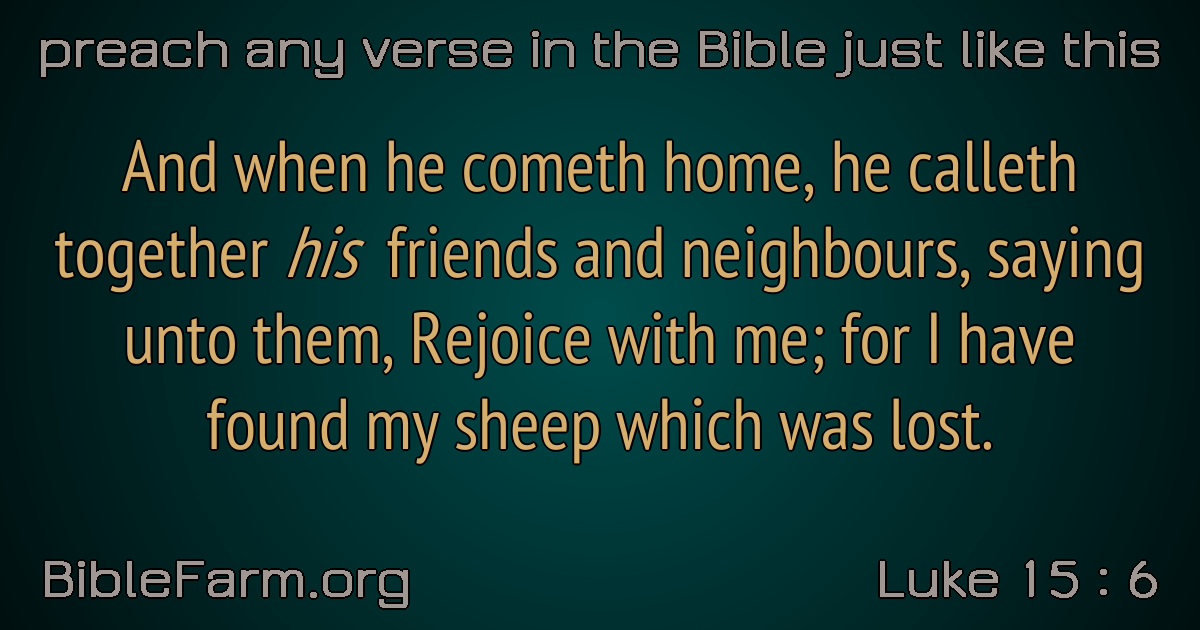 preach any verse in the Bible just like this
And when he cometh home, he calleth
together his friends and neighbours, saying
unto them, Rejoice with me; for I have
found my sheep which was lost.
BibleFarm.org
Luke 15 : 6